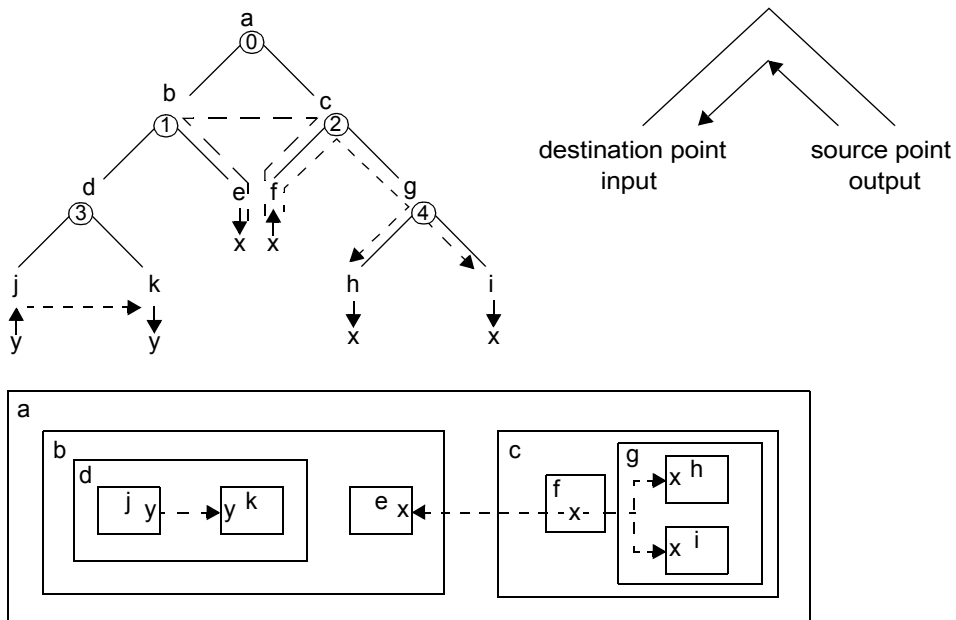 a
0
b
c
1
2
destination point
input
source point
output
d
e
f
g
3
x
x
4
j
k
h
i
y
y
x
x
a
b
c
d
g
j
y
y
k
e
x
f
x
x
h
x
i